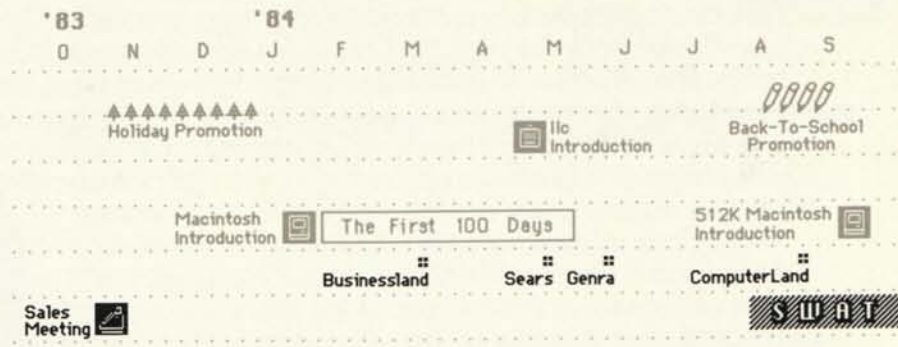 '83 '84
O N D J F M A M J J A S
Holiday Promotion
IIc
Introduction
Back-To-School
Promotion
Macintosh
Introduction
The First 100 Days
512K Macintosh
Introduction
Businessland Sears Genra ComputerLand
Sales
Meeting
SWAT